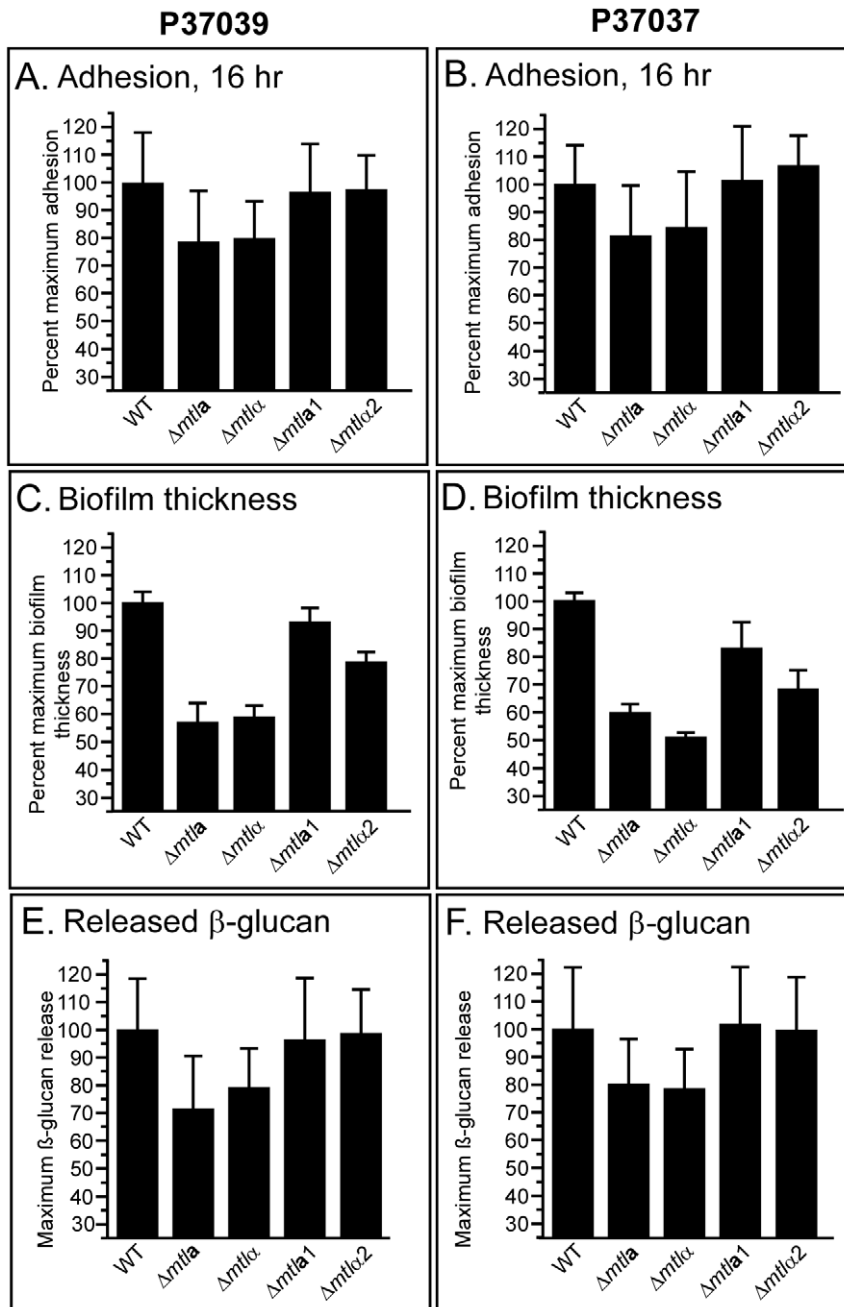 P37039
P37037
A. Adhesion, 16 hr
Percent maximum adhesion
120
110
100
90
80
70
60
50
40
30
WT
Δmtla
Δmtlα
Δmtla1
Δmtlα2
B. Adhesion, 16 hr
Percent maximum adhesion
120
110
100
90
80
70
60
50
40
30
WT
Δmtla
Δmtlα
Δmtla1
Δmtlα2
C. Biofilm thickness
Percent maximum biofilm
thickness
120
110
100
90
80
70
60
50
40
30
WT
Δmtla
Δmtlα
Δmtla1
Δmtlα2
D. Biofilm thickness
Percent maximum biofilm
thickness
120
110
100
90
80
70
60
50
40
30
WT
Δmtla
Δmtlα
Δmtla1
Δmtlα2
E. Released β-glucan
Maximum ß-glucan release
120
110
100
90
80
70
60
50
40
30
WT
Δmtla
Δmtlα
Δmtla1
Δmtlα2
F. Released β-glucan
Maximum ß-glucan release
120
110
100
90
80
70
60
50
40
30
WT
Δmtla
Δmtlα
Δmtla1
Δmtlα2